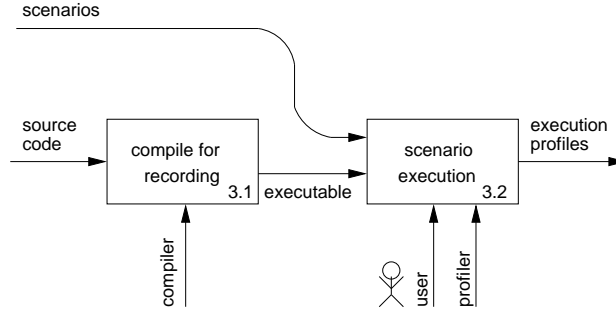 scenarios
source
code
compile for
recording
3.1
executable
scenario
execution
3.2
execution
profiles
compiler
user
profiler